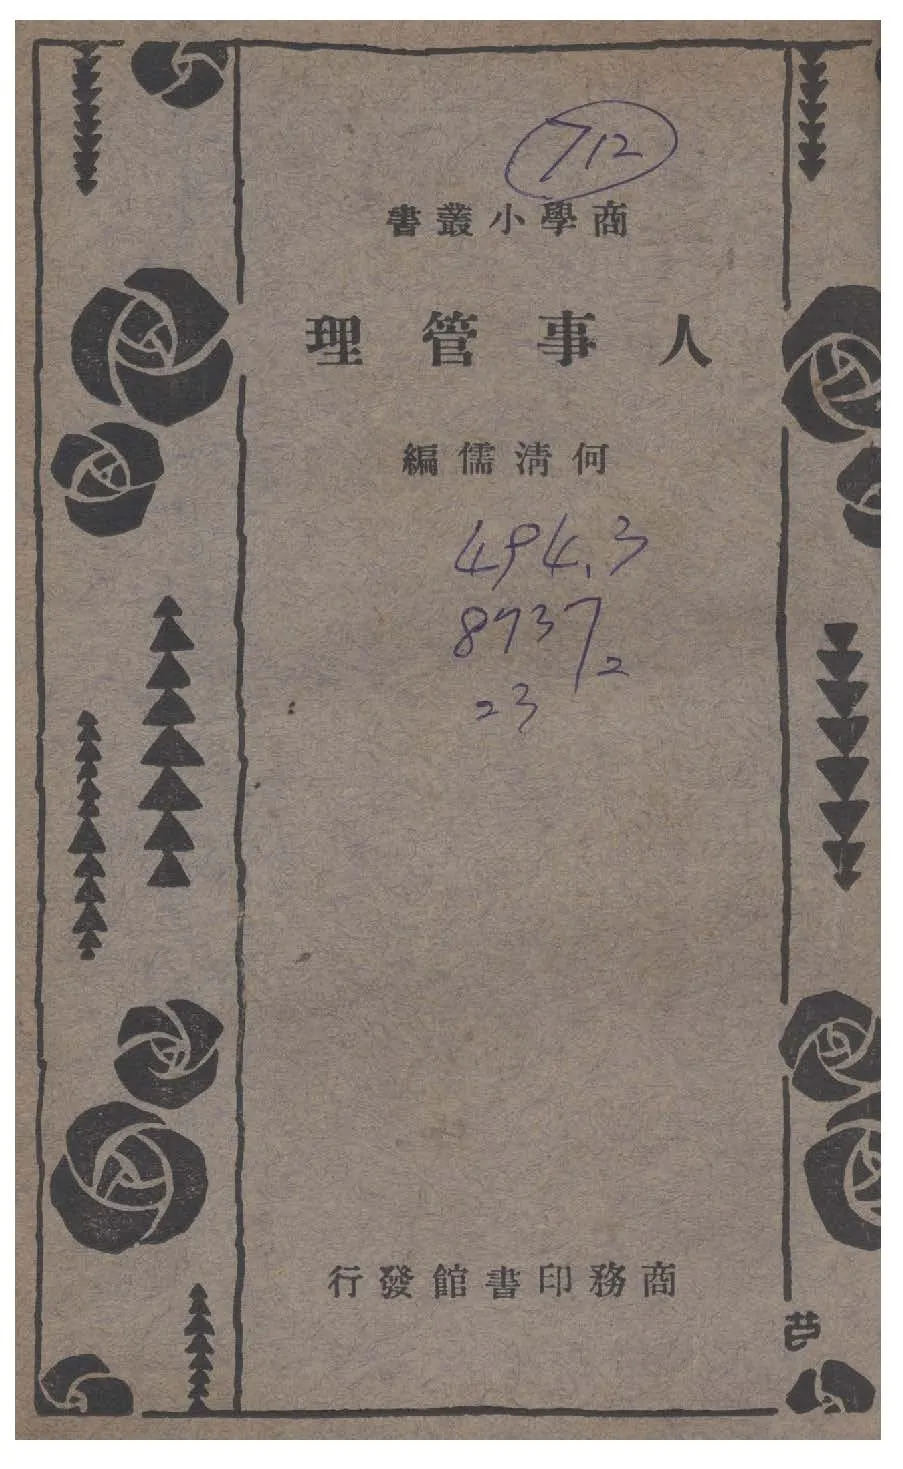 712
商學小叢書
人事管理
何清儒編
494.3
8737/2
23
商務印書館發行